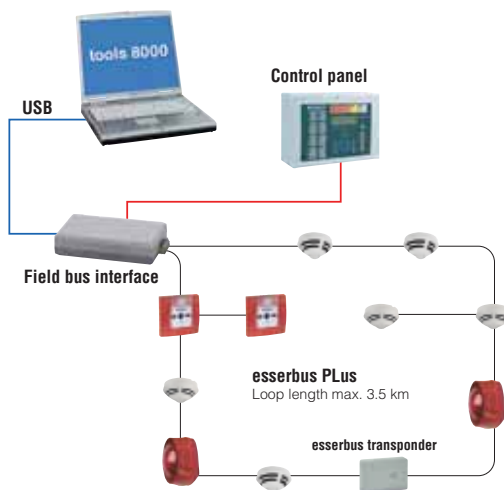 tools 8000
Control panel
USB
Field bus interface
esserbus PLus
Loop length max. 3.5 km
esserbus transponder